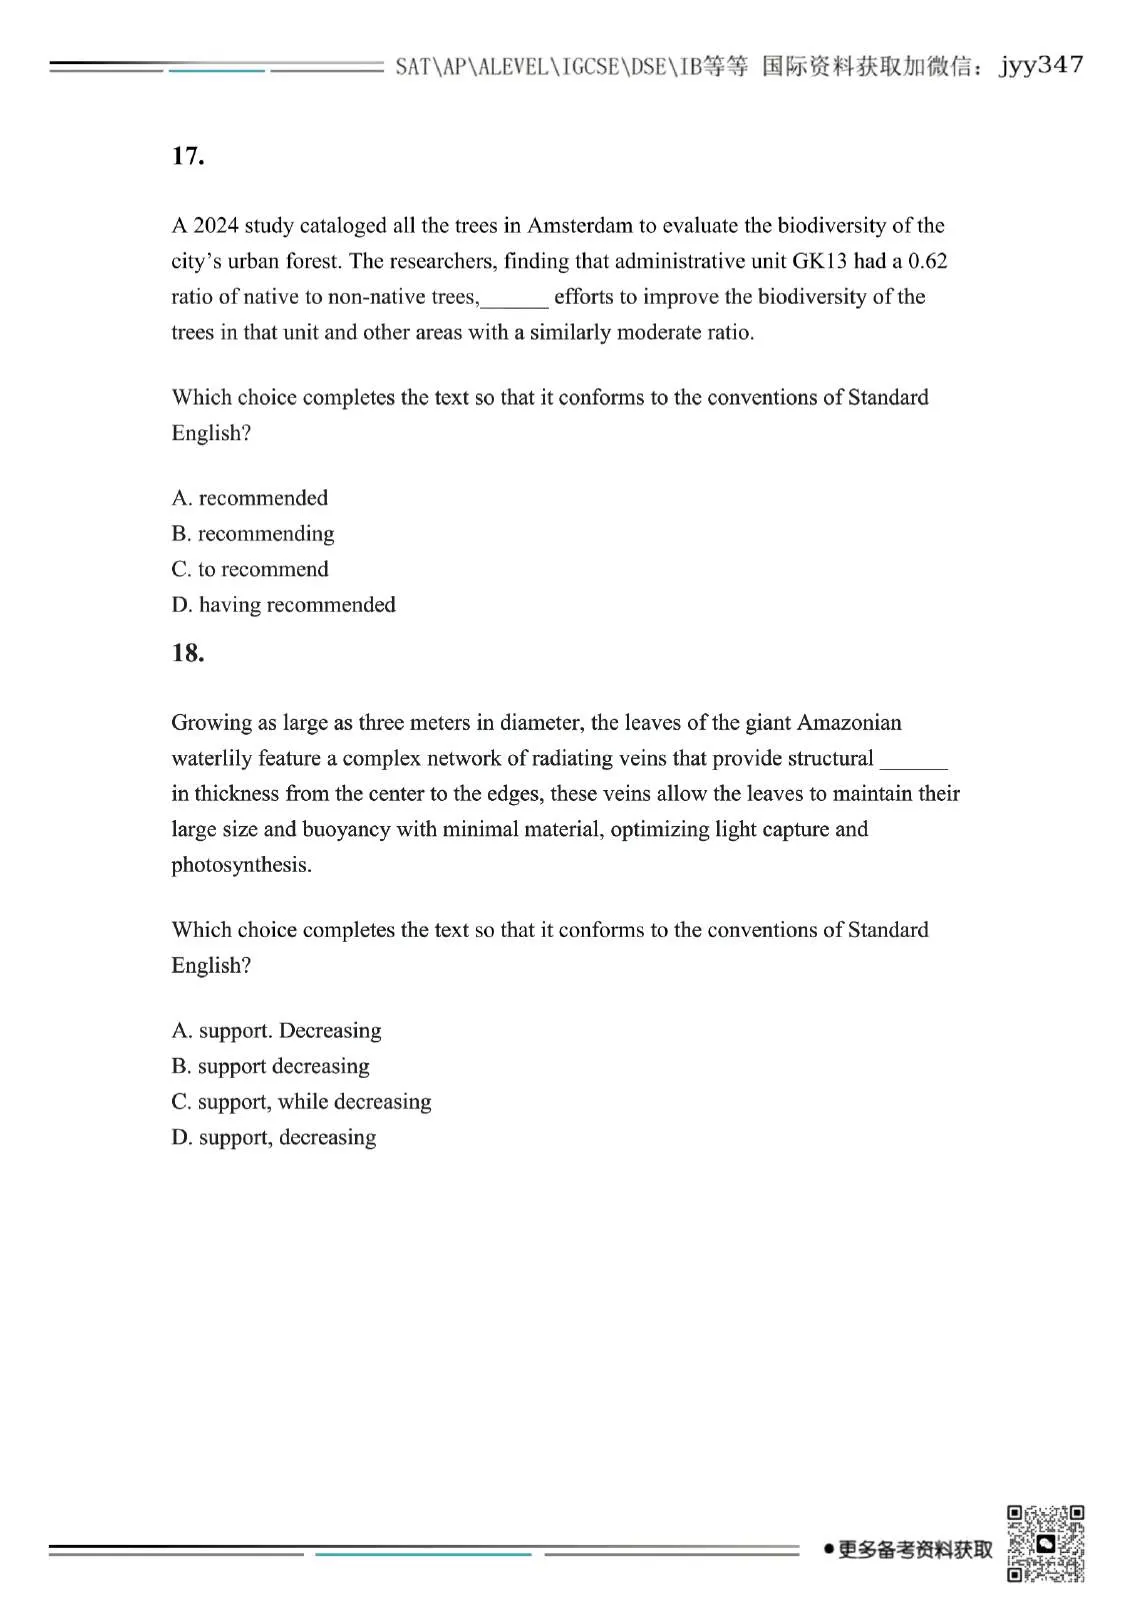 SAT\AP\ALEVEL\IGCSE\DSE\IB等等 国际资料获取加微信：jyy347
17.
A 2024 study cataloged all the trees in Amsterdam to evaluate the biodiversity of the
city’s urban forest. The researchers, finding that administrative unit GK13 had a 0.62
ratio of native to non-native trees,______ efforts to improve the biodiversity of the
trees in that unit and other areas with a similarly moderate ratio.
Which choice completes the text so that it conforms to the conventions of Standard
English?
A. recommended
B. recommending
C. to recommend
D. having recommended
18.
Growing as large as three meters in diameter, the leaves of the giant Amazonian
waterlily feature a complex network of radiating veins that provide structural ______
in thickness from the center to the edges, these veins allow the leaves to maintain their
large size and buoyancy with minimal material, optimizing light capture and
photosynthesis.
Which choice completes the text so that it conforms to the conventions of Standard
English?
A. support. Decreasing
B. support decreasing
C. support, while decreasing
D. support, decreasing
●更多备考资料获取